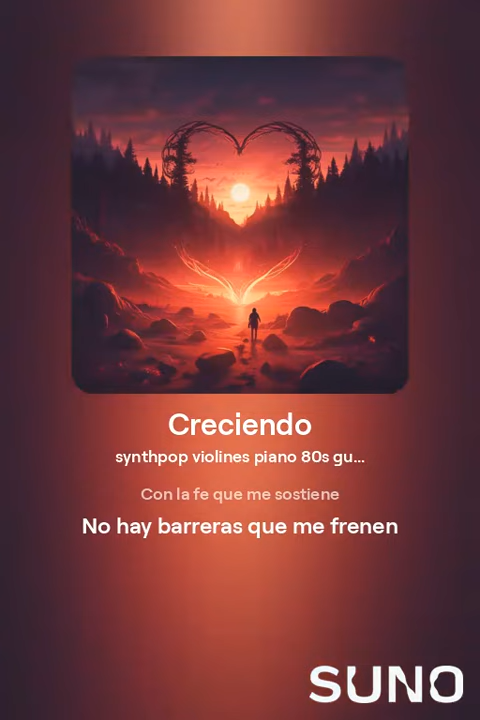 Creciendo
synthpop violines piano 80s gu...
Con la fe que me sostiene
No hay barreras que me frenen
SUNO